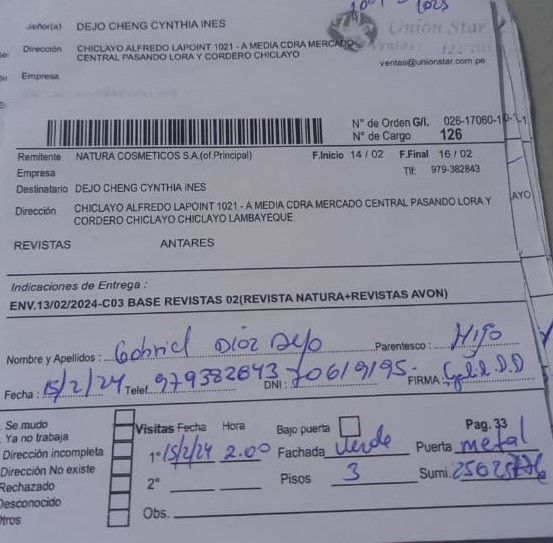 Señor(a) DEJO CHENG CYNTHIA INES
Union Star
Dirección CHICLAYO ALFREDO LAPOINT 1021 - A MEDIA CDRA MERCADO
CENTRAL PASANDO LORA Y CORDERO CHICLAYO
Ventas:
ventas@unionstar.com.pe
Empresa
N° de Orden G/I. 026-17060-1
N° de Cargo 126
Remitente NATURA COSMETICOS S.A.(of.Principal) F.Inicio 14 / 02 F.Final 16 / 02
Empresa Tlf: 979-382843
Destinatario DEJO CHENG CYNTHIA INES
Dirección CHICLAYO ALFREDO LAPOINT 1021 - A MEDIA CDRA MERCADO CENTRAL PASANDO LORA Y
CORDERO CHICLAYO CHICLAYO LAMBAYEQUE
AYO
REVISTAS ANTARES
Indicaciones de Entrega :
ENV.13/02/2024-C03 BASE REVISTAS 02(REVISTA NATURA+REVISTAS AVON)
Nombre y Apellidos : Gabriel Díaz Dejo Parentesco : Hijo
Fecha : 15/2/24 Telef. 979382843 DNI : 70619195 FIRMA
Se mudo
Ya no trabaja
Dirección incompleta
Dirección No existe
Rechazado
Desconocido
Otros
Visitas Fecha Hora Bajo puerta Pag. 33
1° 15/2/24 2.00 Fachada Verde Puerta metal
2° Pisos 3 Sumi.
Obs.